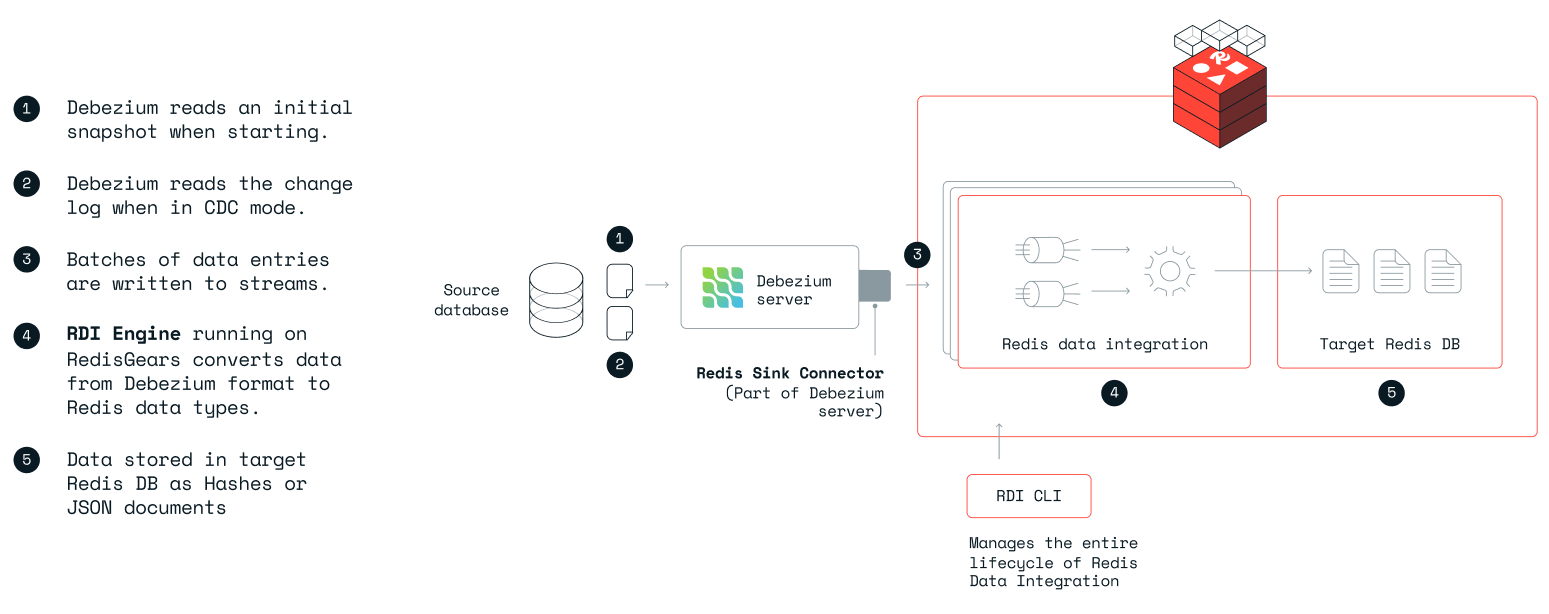 1
Debezium reads an initial
snapshot when starting.
2
Debezium reads the change
log when in CDC mode.
3
Batches of data entries
are written to streams.
4
RDI Engine running on
RedisGears converts data
from Debezium format to
Redis data types.
5
Data stored in target
Redis DB as Hashes or
JSON documents
Source
database
1
2
Debezium
server
Redis Sink Connector
(Part of Debezium
server)
3
Redis data integration
4
Target Redis DB
5
RDI CLI
Manages the entire
lifecycle of Redis
Data Integration